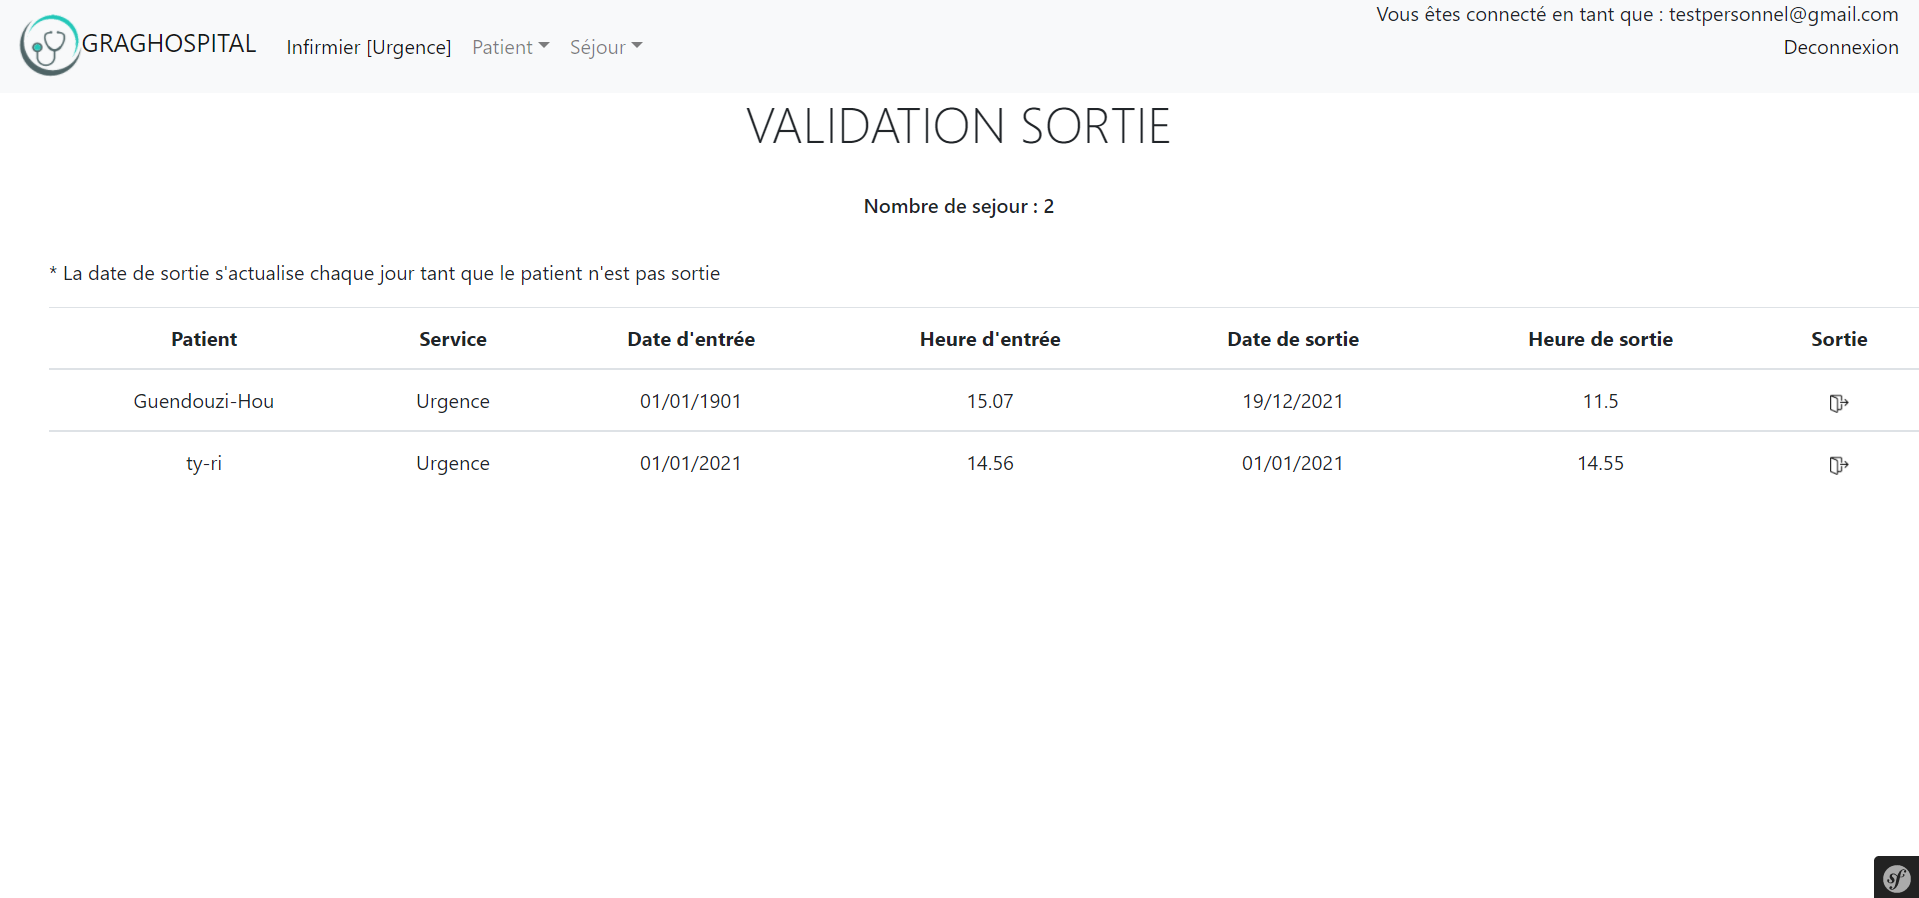 Vous êtes connecté en tant que : testpersonnel@gmail.com
GRAGHOSPITAL Infirmier [Urgence] Patient Séjour Deconnexion
VALIDATION SORTIE
Nombre de sejour : 2
* La date de sortie s'actualise chaque jour tant que le patient n'est pas sortie
Patient Service Date d'entrée Heure d'entrée Date de sortie Heure de sortie Sortie
Guendouzi-Hou Urgence 01/01/1901 15.07 19/12/2021 11.5
ty-ri Urgence 01/01/2021 14.56 01/01/2021 14.55
sf